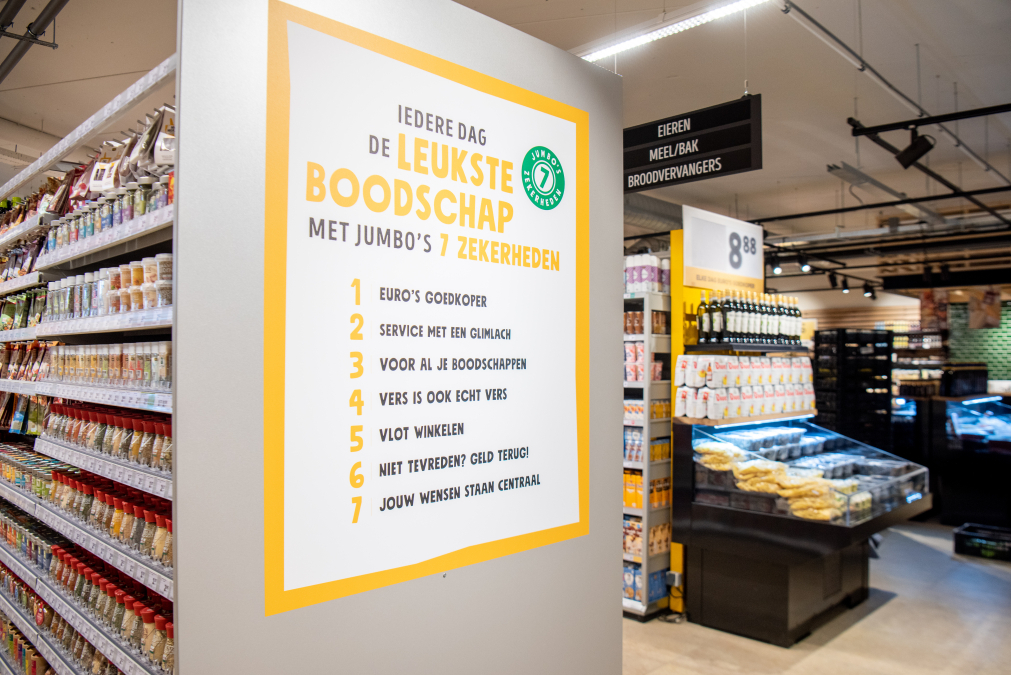 IEDERE DAG
DE LEUKSTE
BOODSCHAP
MET JUMBO'S 7 ZEKERHEDEN
JUMBO'S
7
ZEKERHEDEN
1 EURO'S GOEDKOPER
2 SERVICE MET EEN GLIMLACH
3 VOOR AL JE BOODSCHAPPEN
4 VERS IS OOK ECHT VERS
5 VLOT WINKELEN
6 NIET TEVREDEN? GELD TERUG!
7 JOUW WENSEN STAAN CENTRAAL
EIEREN
MEEL/BAK
BROODVERVANGERS
8 88